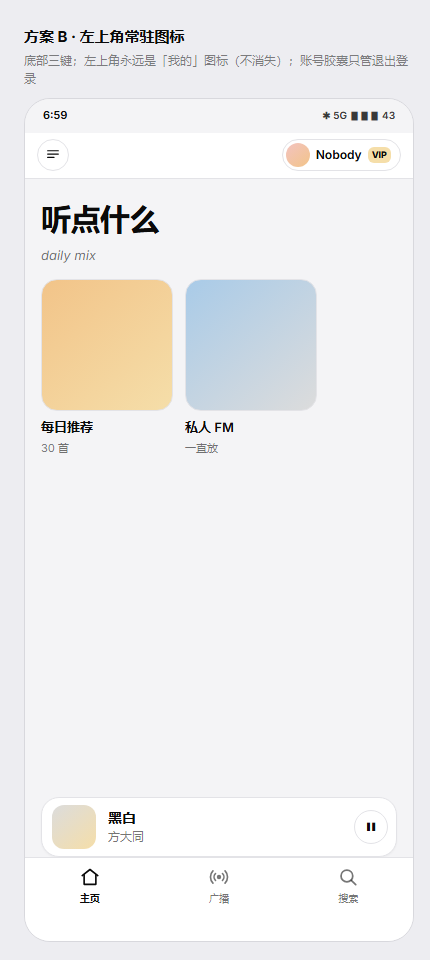 方案 B · 左上角常驻图标
底部三键；左上角永远是「我的」图标（不消失）；账号胶囊只管退出登
录
6:59
✱ 5G ▇ ▇ ▇ 43
Nobody VIP
听点什么
daily mix
每日推荐
私人 FM
30 首
一直放
黑白
方大同
主页
广播
搜索